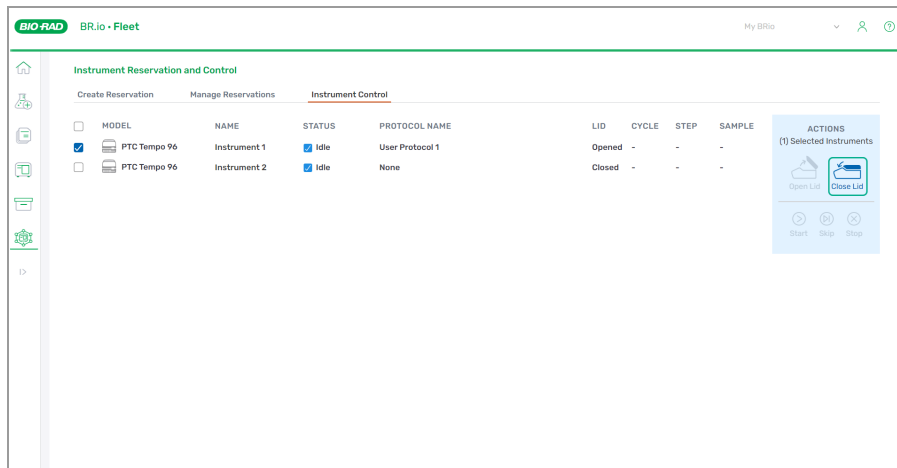 BIO-RAD BR.io • Fleet My BRio
Instrument Reservation and Control
Create Reservation Manage Reservations Instrument Control
MODEL NAME STATUS PROTOCOL NAME LID CYCLE STEP SAMPLE
PTC Tempo 96 Instrument 1 Idle User Protocol 1 Opened - - -
PTC Tempo 96 Instrument 2 Idle None Closed - - -
ACTIONS
(1) Selected Instruments
Open Lid Close Lid
Start Skip Stop